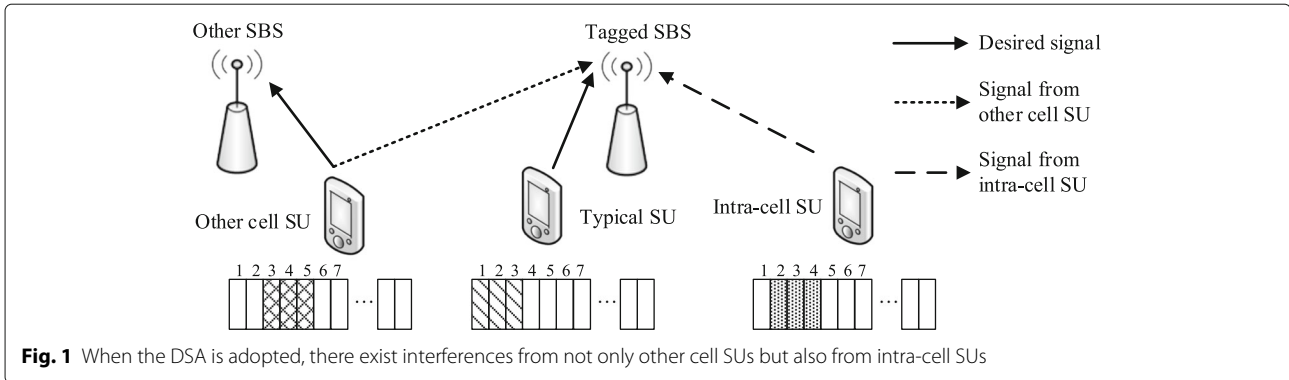 Other SBS
Tagged SBS
Desired signal
Signal from
other cell SU
Signal from
intra-cell SU
Other cell SU
Typical SU
Intra-cell SU
1 2 3 4 5 6 7
...
1 2 3 4 5 6 7
...
1 2 3 4 5 6 7
...
Fig. 1 When the DSA is adopted, there exist interferences from not only other cell SUs but also from intra-cell SUs